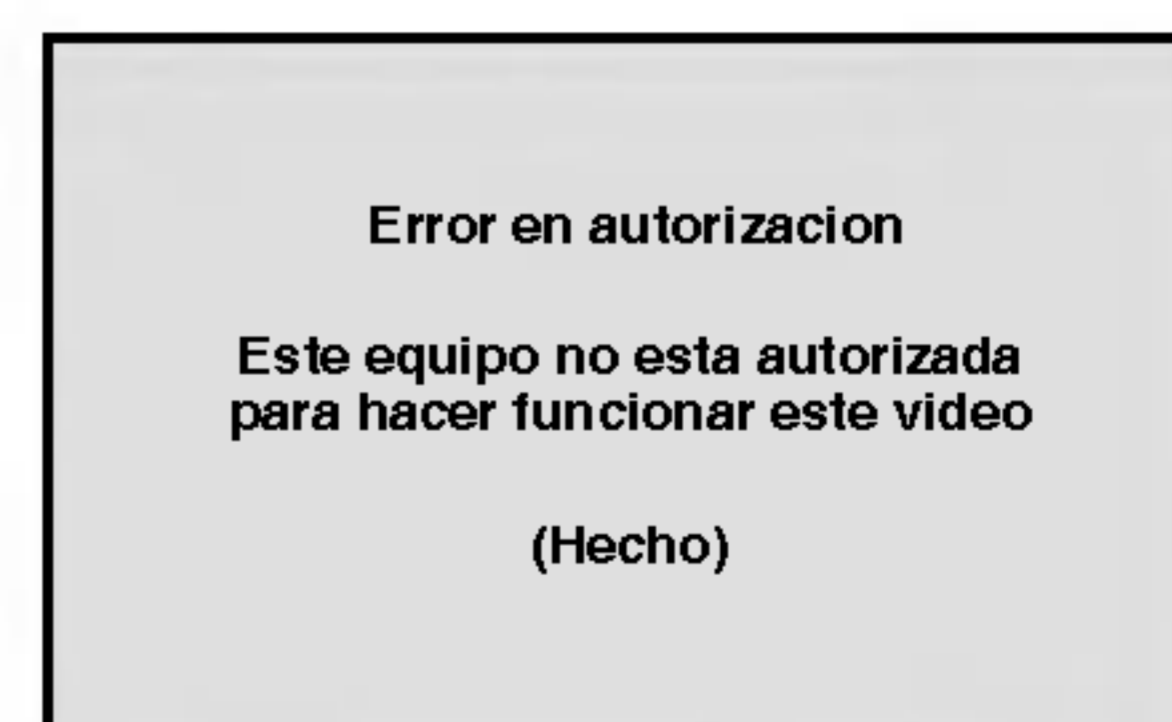 Error en autorizacion
Este equipo no esta autorizada
para hacer funcionar este video
(Hecho)